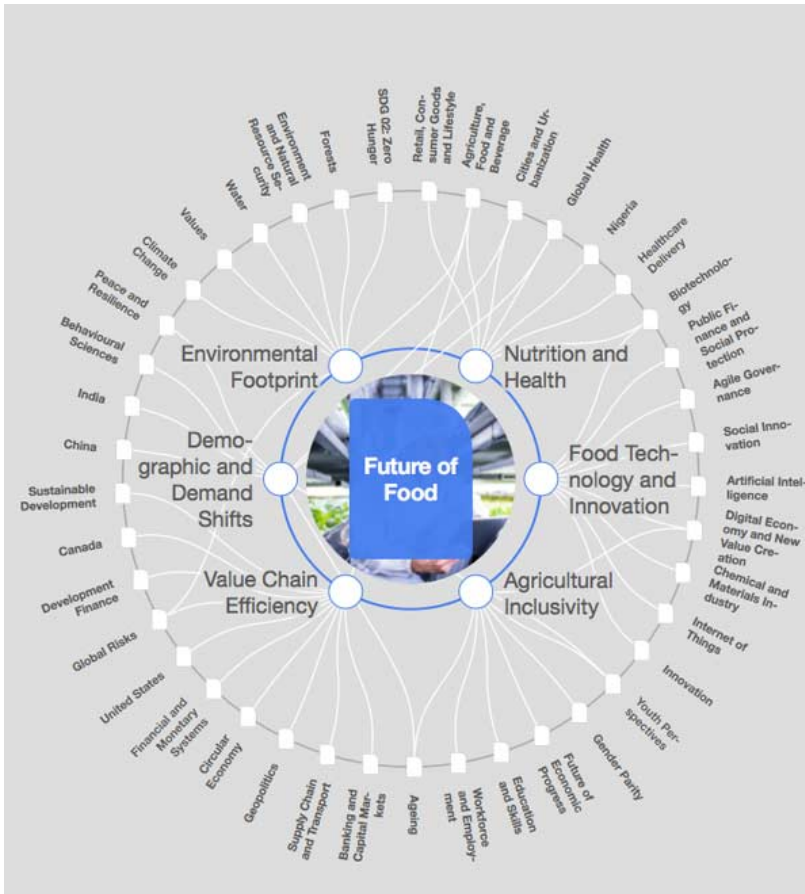 SDG 02: Zero
Hunger
Retail, Con-
sumer Goods
and Lifestyle
Agriculture,
Food and
Beverage
Cities and Ur-
banization
Global Health
Nigeria
Healthcare
Delivery
Biotechnolo-
gy
Public Fi-
nance and
Social Pro-
tection
Agile Gover-
nance
Social Inno-
vation
Artificial Intel-
ligence
Digital Econ-
omy and New
Value Cre-
ation
Chemical and
Materials In-
dustry
Internet of
Things
Innovation
Youth Per-
spectives
Gender Parity
Future of
Economic
Progress
Education
and Skills
Workforce
and Employ-
ment
Ageing
Banking and
Capital Mar-
kets
Supply Chain
and Transport
Geopolitics
Circular
Economy
Financial and
Monetary
Systems
United States
Global Risks
Development
Finance
Canada
Sustainable
Development
China
India
Behavioural
Sciences
Peace and
Resilience
Climate
Change
Values
Water
Environment
and Natural
Resource Se-
curity
Forests
Environmental
Footprint
Nutrition and
Health
Demo-
graphic and
Demand
Shifts
Future of
Food
Food Tech-
nology and
Innovation
Value Chain
Efficiency
Agricultural
Inclusivity